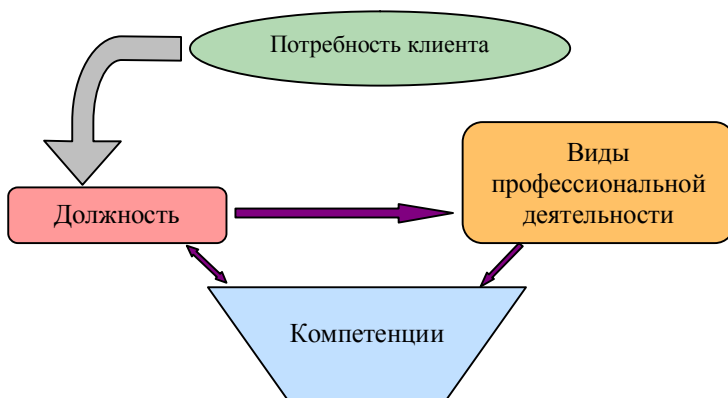 Потребность клиента
Виды
профессиональной
деятельности
Должность
Компетенции